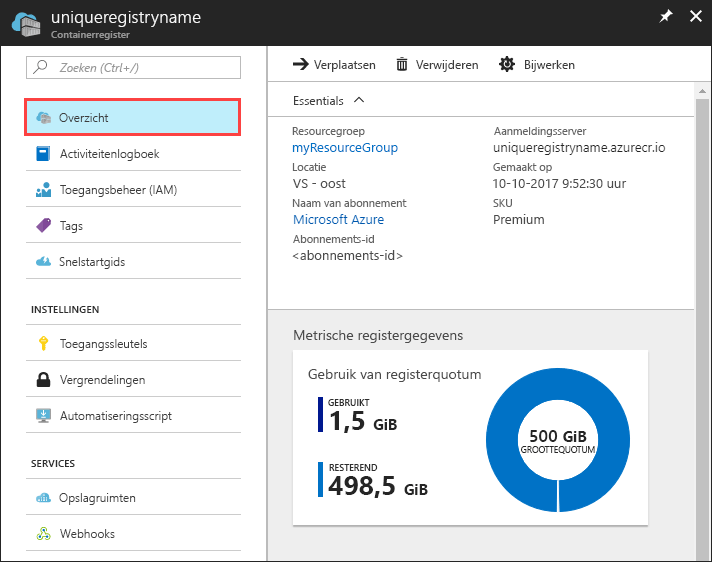 uniqueregistryname
Containerregister
Zoeken (Ctrl+/)
Overzicht
Activiteitenlogboek
Toegangsbeheer (IAM)
Tags
Snelstartgids
INSTELLINGEN
Toegangssleutels
Vergrendelingen
Automatiseringsscript
SERVICES
Opslagruimten
Webhooks
Verplaatsen Verwijderen Bijwerken
Essentials
Resourcegroep
myResourceGroup
Locatie
VS - oost
Naam van abonnement
Microsoft Azure
Abonnements-id
<abonnements-id>
Aanmeldingsserver
uniqueregistryname.azurecr.io
Gemaakt op
10-10-2017 9:52:30 uur
SKU
Premium
Metrische registergegevens
Gebruik van registerquotum
GEBRUIKT
1,5 GiB
RESTEREND
498,5 GiB
500 GiB
GROOTTEQUOTUM